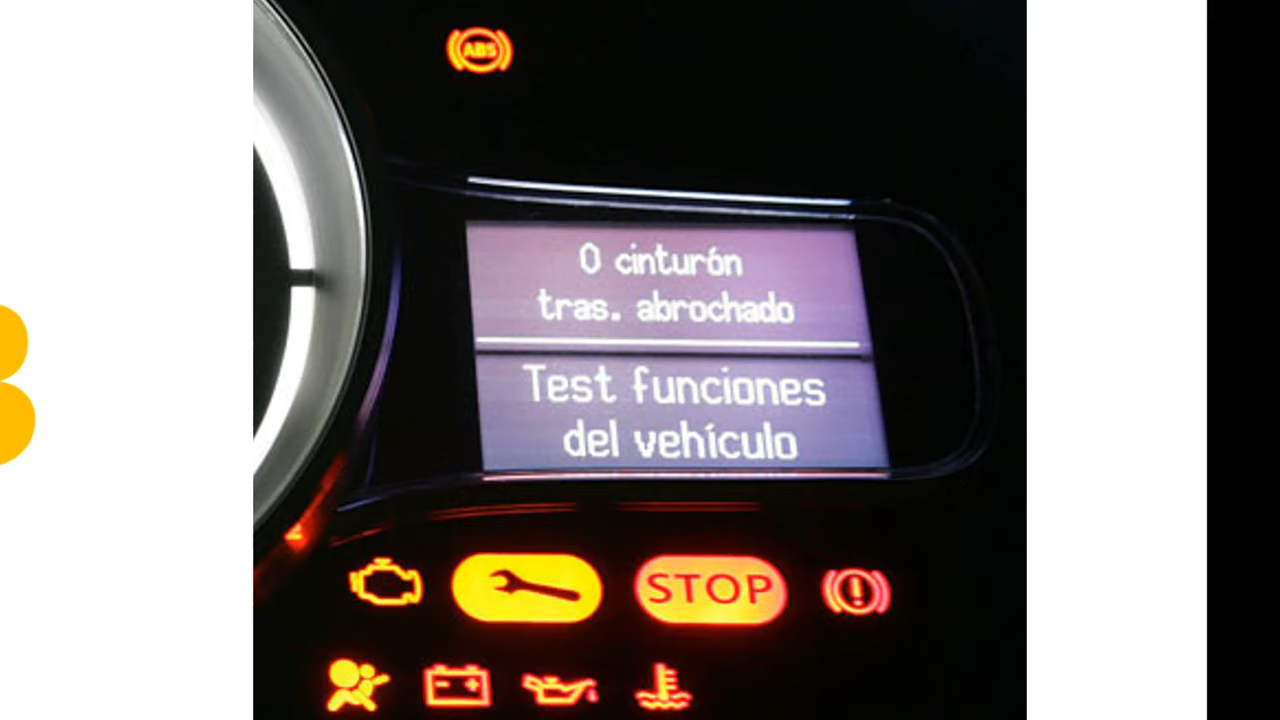 ABS
0 cinturón
tras. abrochado
Test funciones
del vehículo
STOP